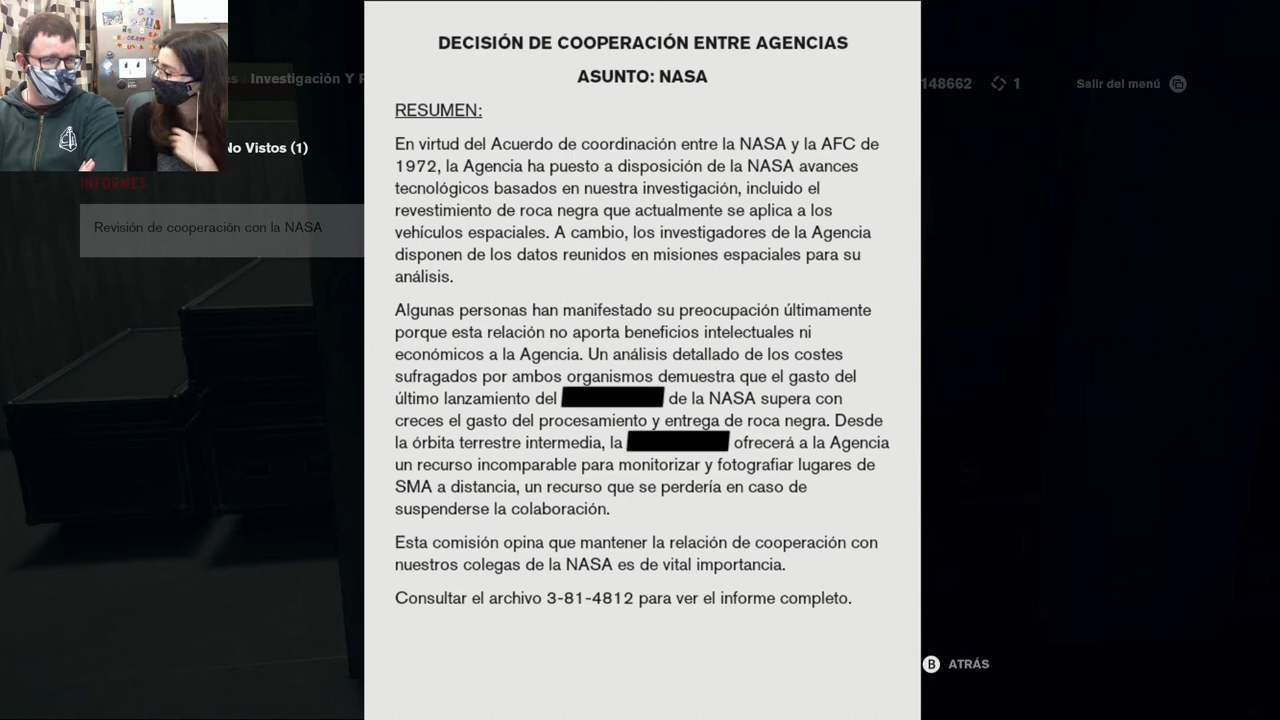 DECISIÓN DE COOPERACIÓN ENTRE AGENCIAS
ASUNTO: NASA
Investigación Y
148662
1
Salir del menú
RESUMEN:
No Vistos (1)
INFORMES
Revisión de cooperación con la NASA
En virtud del Acuerdo de coordinación entre la NASA y la AFC de
1972, la Agencia ha puesto a disposición de la NASA avances
tecnológicos basados en nuestra investigación, incluido el
revestimiento de roca negra que actualmente se aplica a los
vehículos espaciales. A cambio, los investigadores de la Agencia
disponen de los datos reunidos en misiones espaciales para su
análisis.
Algunas personas han manifestado su preocupación últimamente
porque esta relación no aporta beneficios intelectuales ni
económicos a la Agencia. Un análisis detallado de los costes
sufragados por ambos organismos demuestra que el gasto del
último lanzamiento del de la NASA supera con
creces el gasto del procesamiento y entrega de roca negra. Desde
la órbita terrestre intermedia, la ofrecerá a la Agencia
un recurso incomparable para monitorizar y fotografiar lugares de
SMA a distancia, un recurso que se perdería en caso de
suspenderse la colaboración.
Esta comisión opina que mantener la relación de cooperación con
nuestros colegas de la NASA es de vital importancia.
Consultar el archivo 3-81-4812 para ver el informe completo.
B ATRÁS